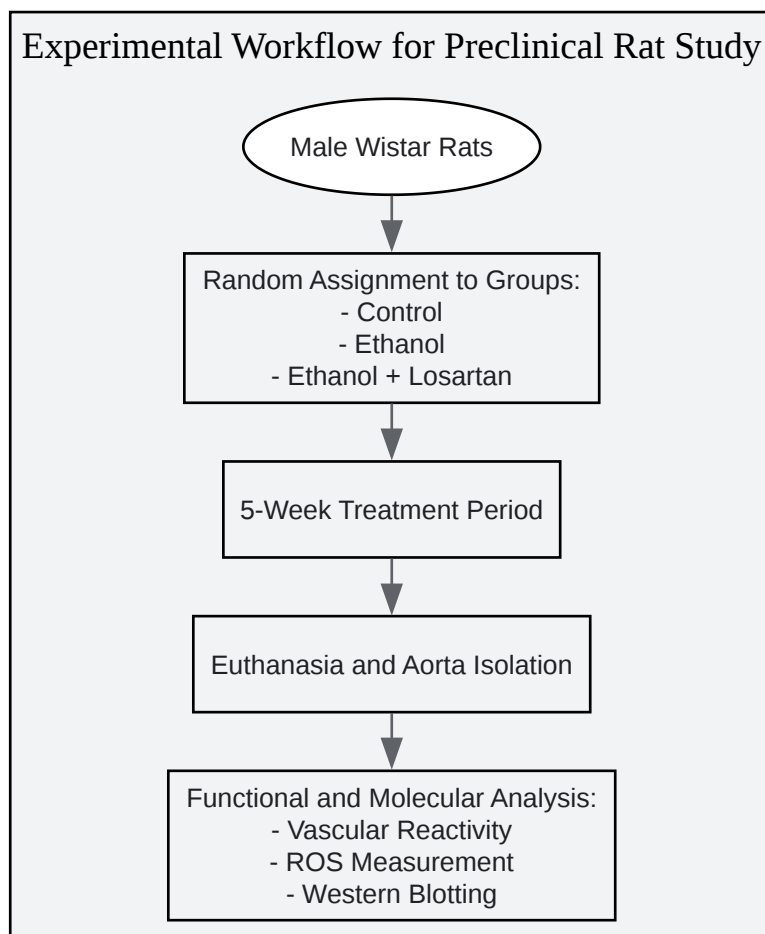 Experimental Workflow for Preclinical Rat Study
Male Wistar Rats
Random Assignment to Groups:
- Control
- Ethanol
- Ethanol + Losartan
5-Week Treatment Period
Euthanasia and Aorta Isolation
Functional and Molecular Analysis:
- Vascular Reactivity
- ROS Measurement
- Western Blotting